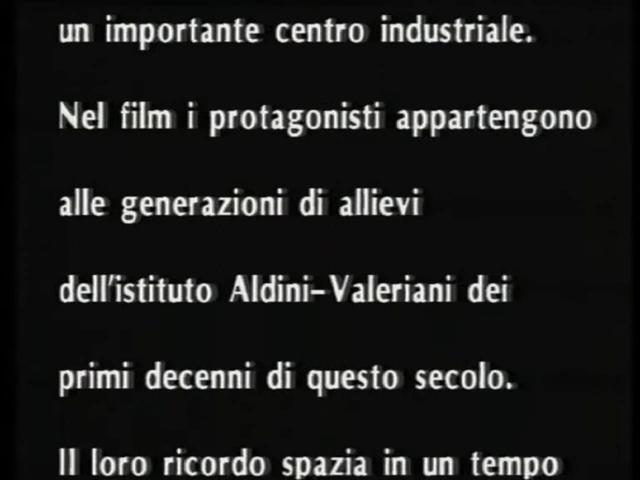 un importante centro industriale.
Nel film i protagonisti appartengono
alle generazioni di allievi
dell'istituto Aldini-Valeriani dei
primi decenni di questo secolo.
Il loro ricordo spazia in un tempo